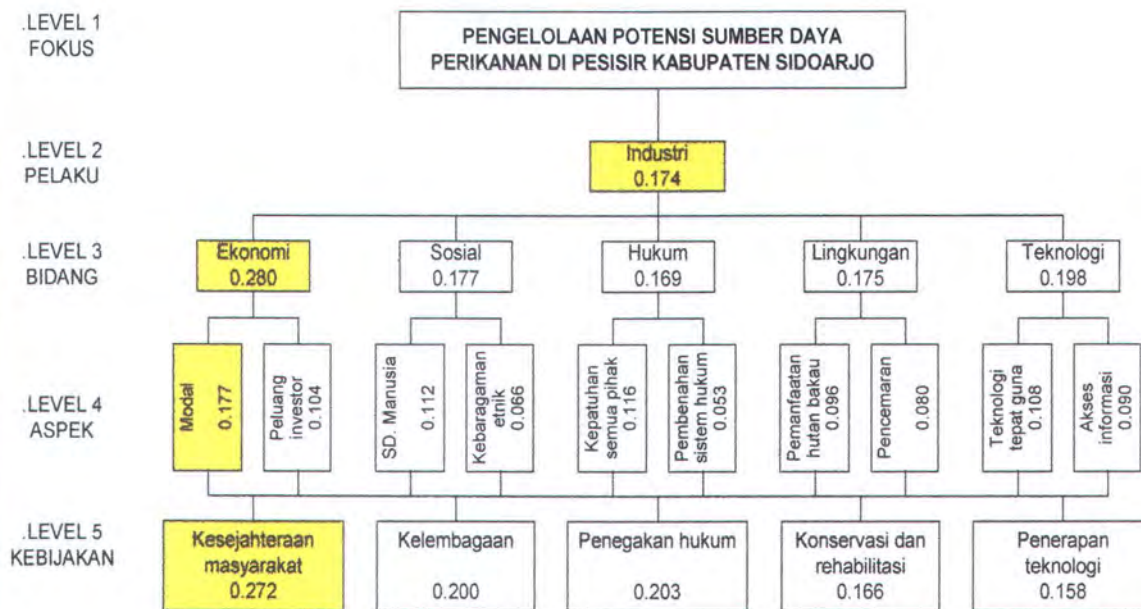 .LEVEL 1
FOKUS
PENGELOLAAN POTENSI SUMBER DAYA
PERIKANAN DI PESISIR KABUPATEN SIDOARJO
.LEVEL 2
PELAKU
Industri
0.174
.LEVEL 3
BIDANG
Ekonomi
0.280
Sosial
0.177
Hukum
0.169
Lingkungan
0.175
Teknologi
0.198
.LEVEL 4
ASPEK
Modal
0.177
Peluang
investor
0.104
SD. Manusia
0.112
Kebaragaman
etnik
0.066
Kepatuhan
semua pihak
0.116
Pembenahan
sistem hukum
0.053
Pemanfaatan
hutan bakau
0.096
Pencemaran
0.080
Teknologi
tepat guna
0.108
Akses
informasi
0.090
.LEVEL 5
KEBIJAKAN
Kesejahteraan
masyarakat
0.272
Kelembagaan
0.200
Penegakan hukum
0.203
Konservasi dan
rehabilitasi
0.166
Penerapan
teknologi
0.158